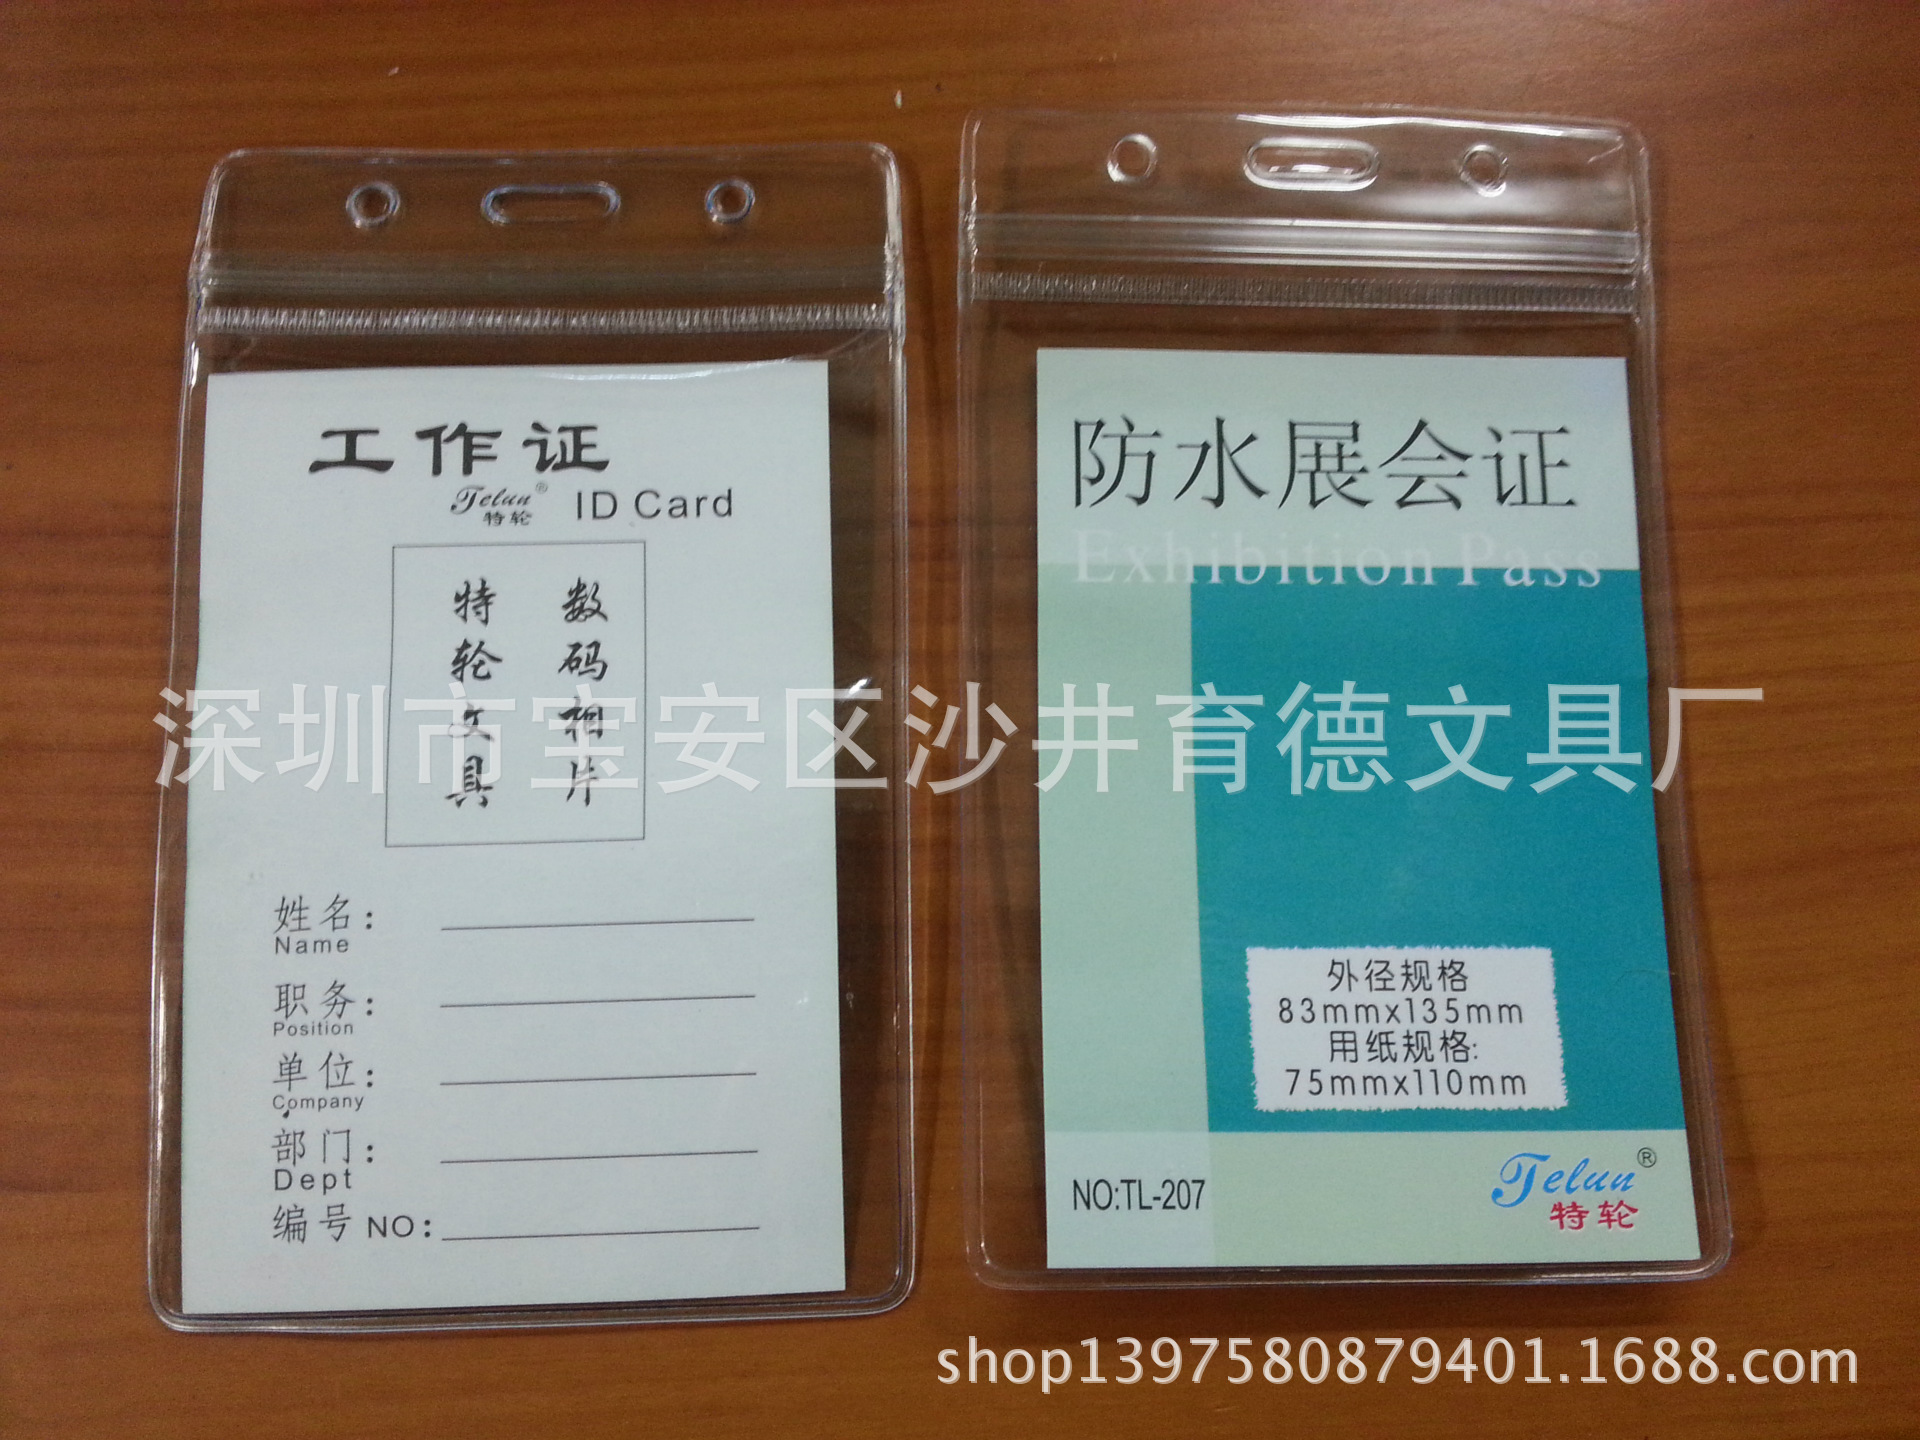 工作证
Telun®
特轮
ID Card
数码相片
特轮文具
姓名：
Name
职务：
Position
单位：
Company
部门：
Dept
编号 NO：
防水展会证
Exhibition Pass
外径规格
83mmx135mm
用纸规格:
75mmx110mm
NO:TL-207
Telun®
特轮
深圳市宝安区沙井育德文具厂
shop1397580879401.1688.com